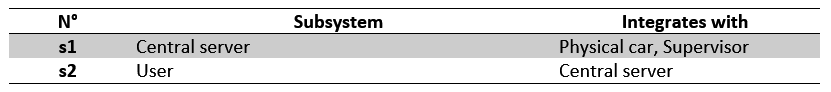 N° Subsystem Integrates with
s1 Central server Physical car, Supervisor
s2 User Central server